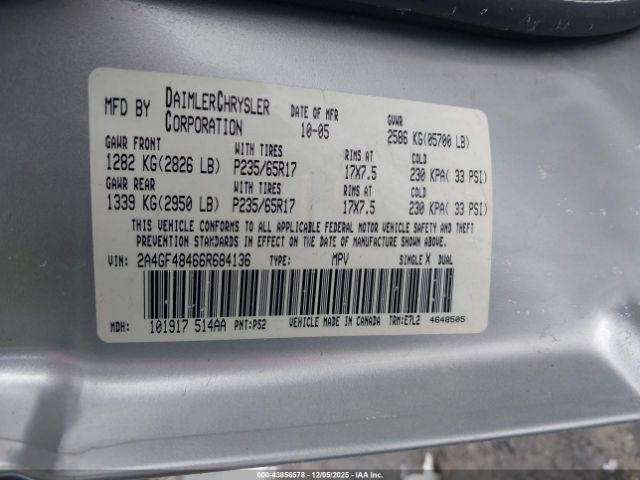 MFD BY DAIMLERCHRYSLER CORPORATION DATE OF MFR 10-05 GVWR 2586 KG(05700 LB)
GAWR FRONT WITH TIRES RIMS AT COLD
1282 KG(2826 LB) P235/65R17 17X7.5 230 KPA( 33 PSI)
GAWR REAR WITH TIRES RIMS AT COLD
1339 KG(2950 LB) P235/65R17 17X7.5 230 KPA( 33 PSI)
THIS VEHICLE CONFORMS TO ALL APPLICABLE FEDERAL MOTOR VEHICLE SAFETY AND THEFT
PREVENTION STANDARDS IN EFFECT ON THE DATE OF MANUFACTURE SHOWN ABOVE.
VIN: 2A4GF48466R684136 TYPE: MPV SINGLE X DUAL
MDH: 101917 514AA PNT:PS2 VEHICLE MADE IN CANADA TRM:E7L2 4648505
000-43856578 - 12/05/2025 - IAAI.COM